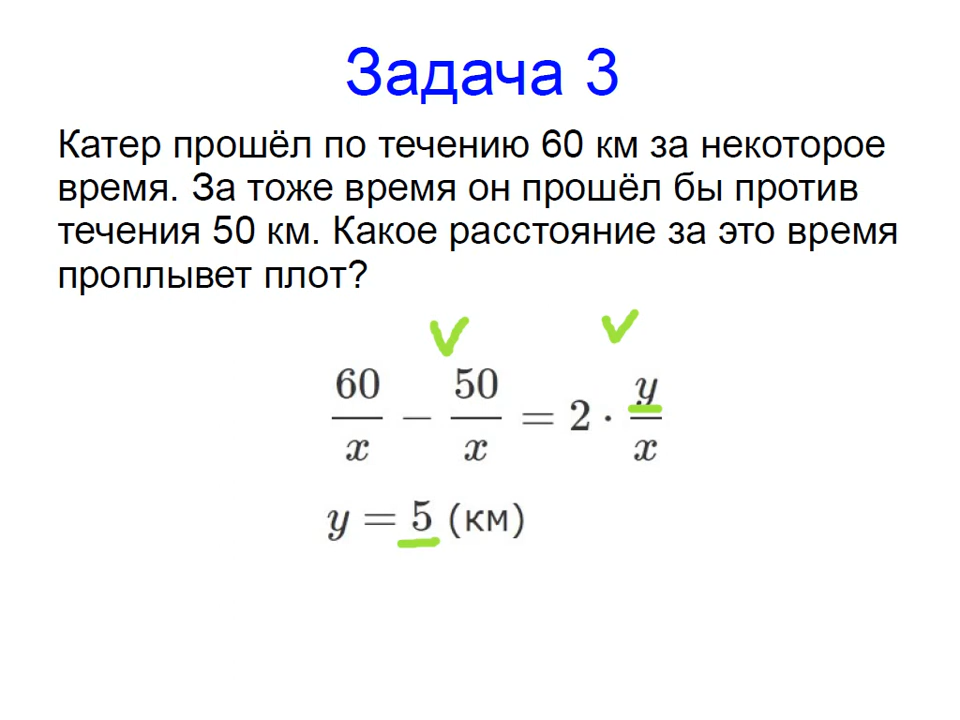 Задача 3
Катер прошёл по течению 60 км за некоторое
время. За тоже время он прошёл бы против
течения 50 км. Какое расстояние за это время
проплывет плот?
60/x − 50/x = 2 · y/x
y = 5 (км)